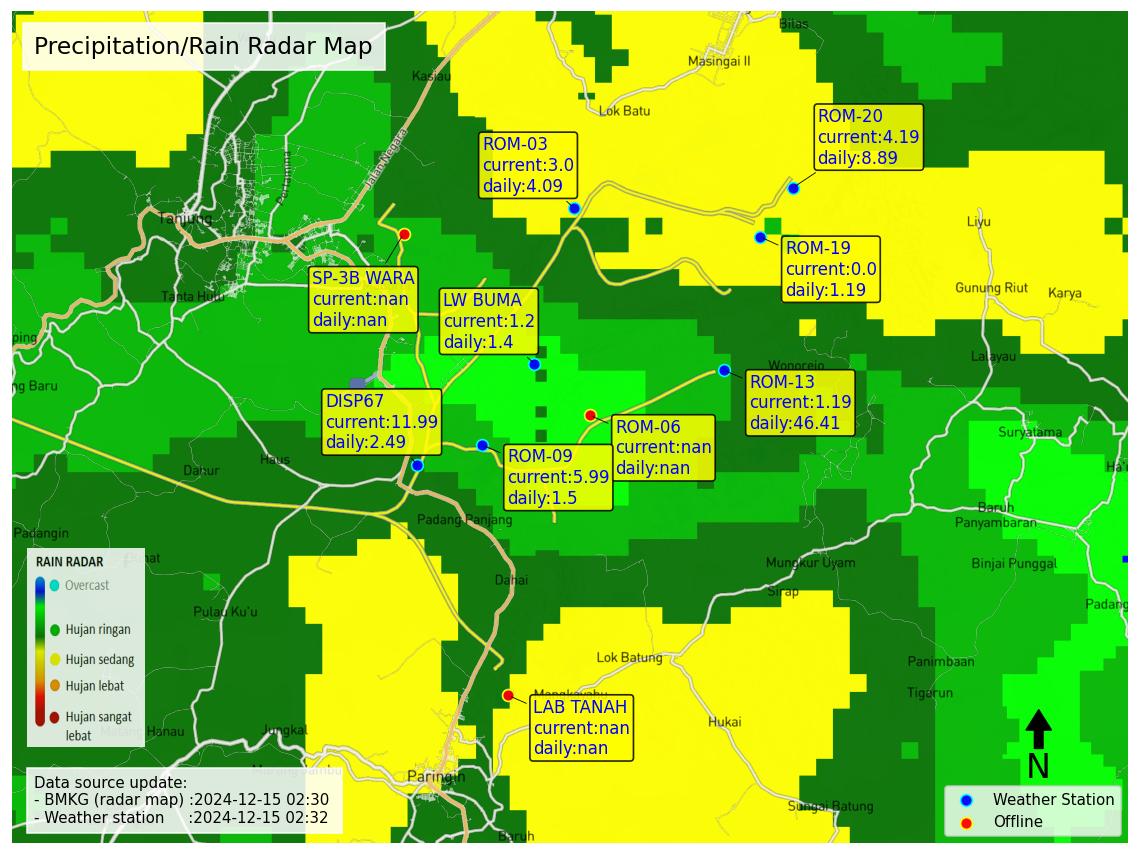 Precipitation/Rain Radar Map
Bilas
Masingai II
Kasiau
Lok Batu
ROM-20
current:4.19
daily:8.89
ROM-03
current:3.0
daily:4.09
Jalan Negara
Tanjung
Liyu
ROM-19
current:0.0
daily:1.19
SP-3B WARA
current:nan
daily:nan
LW BUMA
current:1.2
daily:1.4
Tanta Hulu
Gunung Riut
Karya
ping
Lalayau
Wonorejo
ng Baru
ROM-13
current:1.19
daily:46.41
DISP67
current:11.99
daily:2.49
ROM-06
current:nan
daily:nan
Suryatama
ROM-09
current:5.99
daily:1.5
Haus
Dahur
Padang Panjang
Baruh
Panyambaran
Padangin
Mungkur Uyam
Binjai Punggal
RAIN RADAR
Overcast
Hujan ringan
Hujan sedang
Hujan lebat
Hujan sangat
lebat
Dahai
Sirap
Padang
Pulau Ku'u
Lok Batung
Panimbaan
Tigarun
LAB TANAH
current:nan
daily:nan
Hukai
Jungkal
Manau
Paringin
Sungai Batung
Baruh
N
Data source update:
- BMKG (radar map) :2024-12-15 02:30
- Weather station :2024-12-15 02:32
Weather Station
Offline